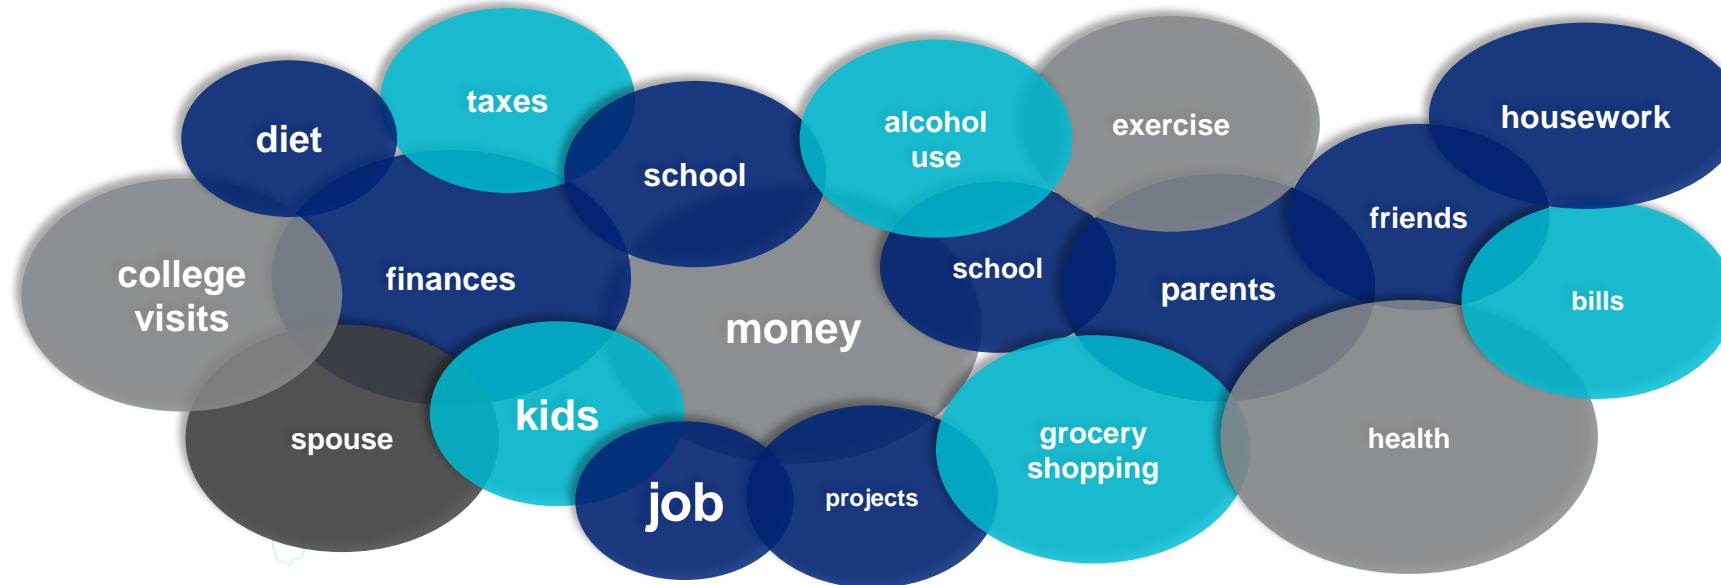 taxes
diet
school
alcohol
use
exercise
housework
college
visits
finances
money
school
parents
friends
bills
spouse
kids
job
projects
grocery
shopping
health